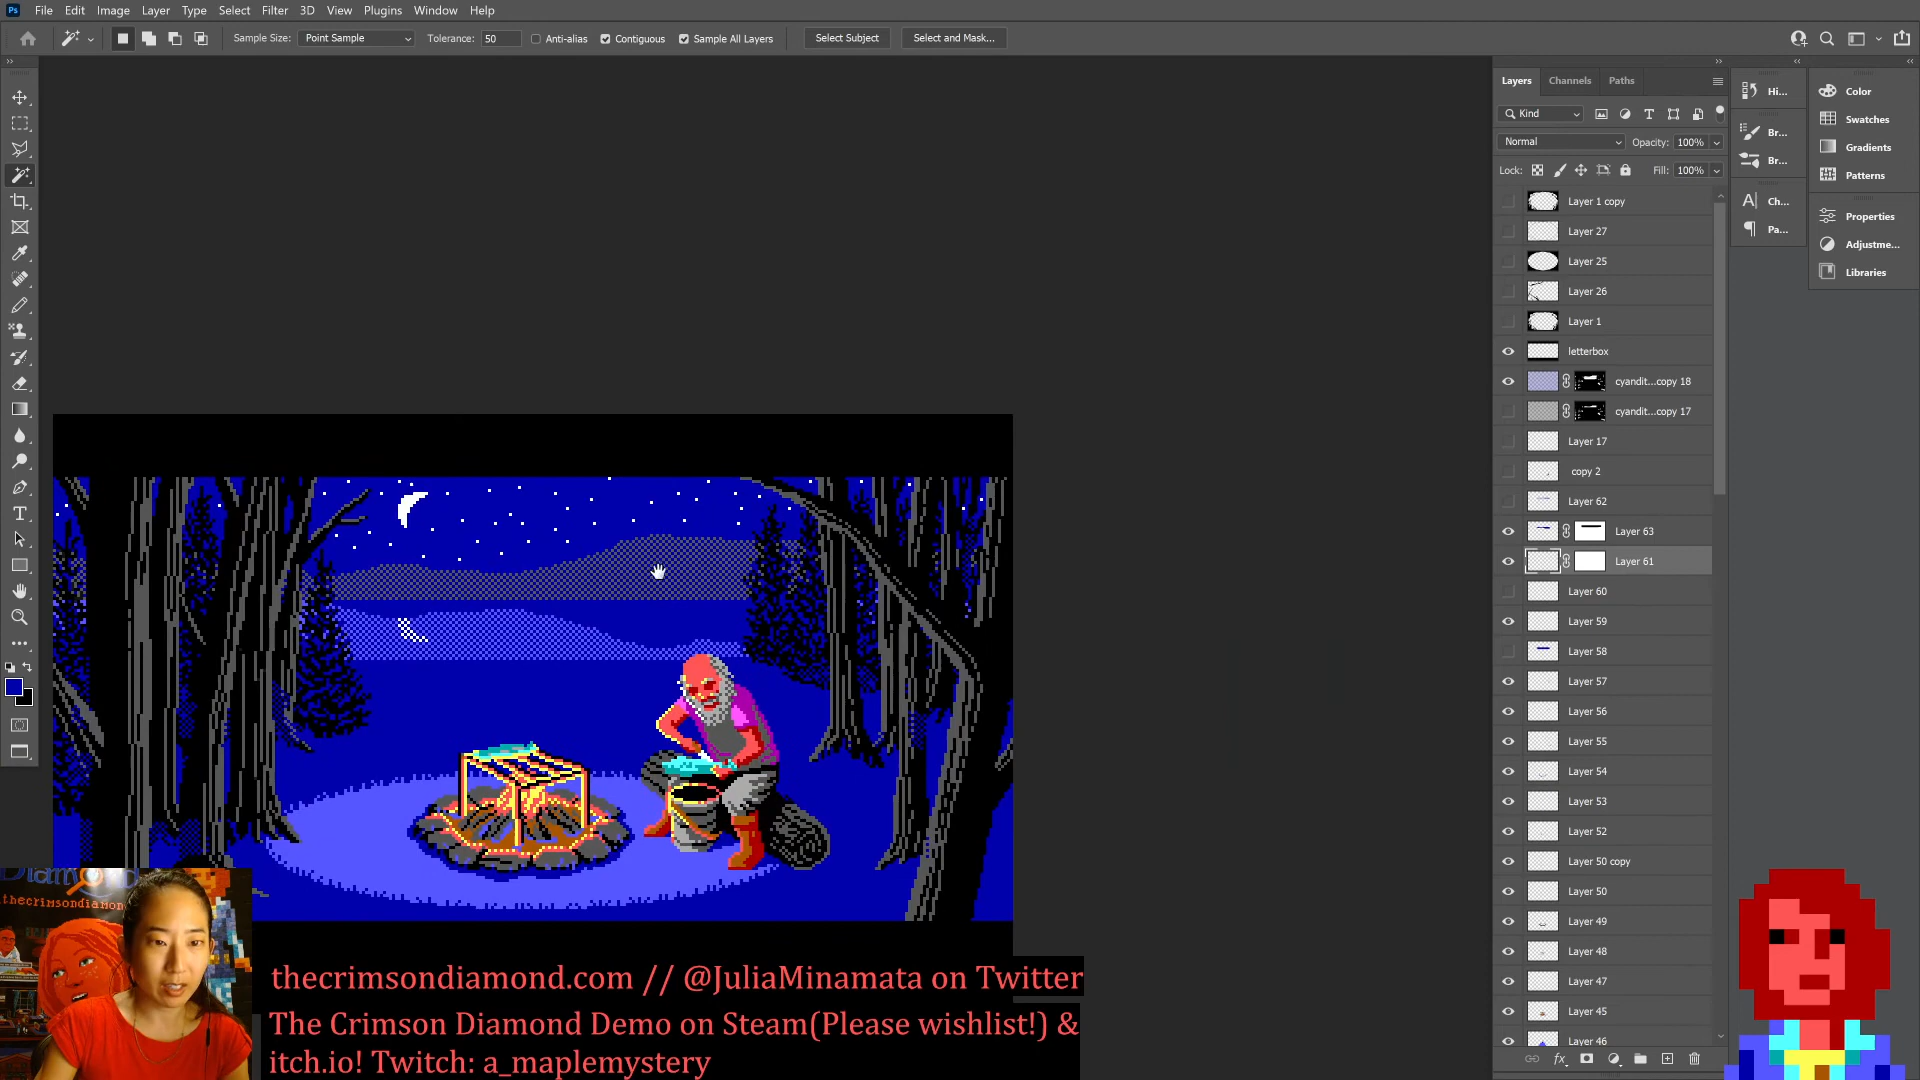 Ps File Edit Image Layer Type Select Filter 3D View Plugins Window Help
Sample Size: Point Sample Tolerance: 50 Anti-alias Contiguous Sample All Layers Select Subject Select and Mask...
Layers Channels Paths
Kind
Normal Opacity: 100%
Lock: Fill: 100%
Layer 1 copy
Layer 27
Layer 25
Layer 26
Layer 1
letterbox
cyandit...copy 18
cyandit...copy 17
Layer 17
copy 2
Layer 62
Layer 63
Layer 61
Layer 60
Layer 59
Layer 58
Layer 57
Layer 56
Layer 55
Layer 54
Layer 53
Layer 52
Layer 50 copy
Layer 50
Layer 49
Layer 48
Layer 47
Layer 45
Layer 46
fx
Hi...
Br...
Br...
Ch...
Pa...
Color
Swatches
Gradients
Patterns
Properties
Adjustme...
Libraries
Diamond
thecrimsondiamond
thecrimsondiamond.com // @JuliaMinamata on Twitter
The Crimson Diamond Demo on Steam(Please wishlist!) &
itch.io! Twitch: a_maplemystery